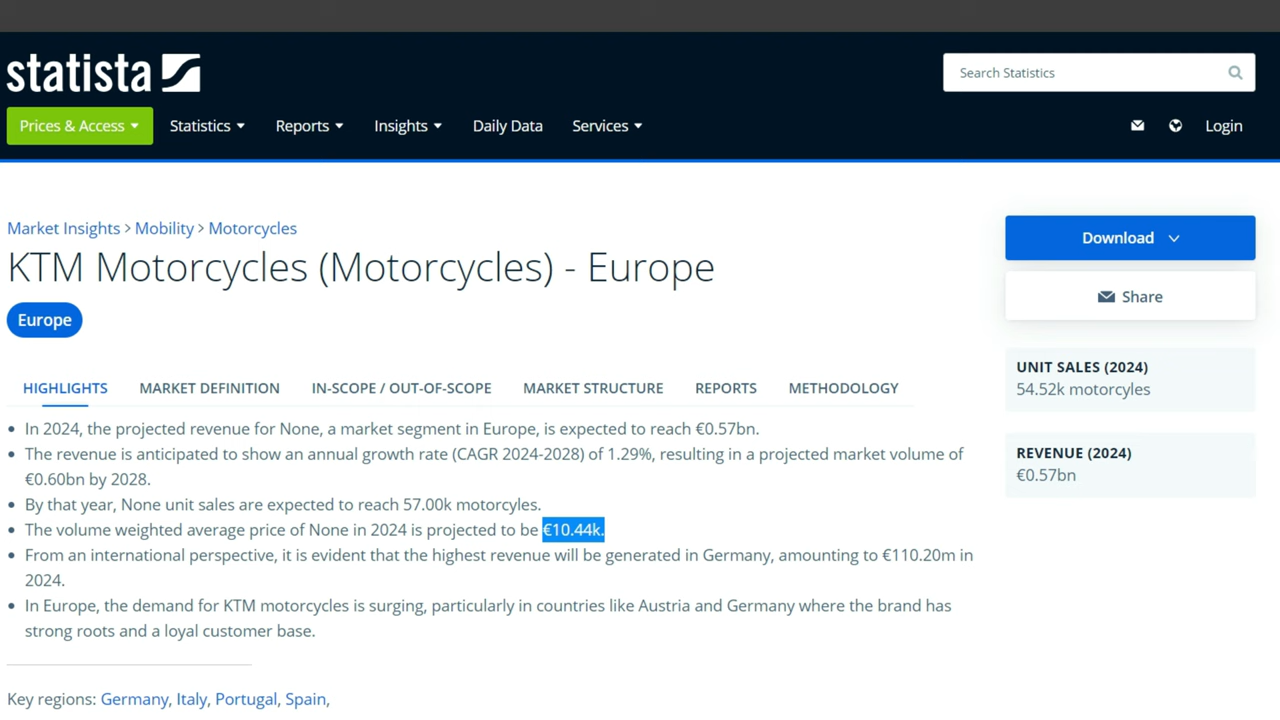 statista
Search Statistics
Prices & Access
Statistics
Reports
Insights
Daily Data
Services
Login
Market Insights > Mobility > Motorcycles
KTM Motorcycles (Motorcycles) - Europe
Europe
Download
Share
HIGHLIGHTS
MARKET DEFINITION
IN-SCOPE / OUT-OF-SCOPE
MARKET STRUCTURE
REPORTS
METHODOLOGY
• In 2024, the projected revenue for None, a market segment in Europe, is expected to reach €0.57bn.
• The revenue is anticipated to show an annual growth rate (CAGR 2024-2028) of 1.29%, resulting in a projected market volume of
€0.60bn by 2028.
• By that year, None unit sales are expected to reach 57.00k motorcyles.
• The volume weighted average price of None in 2024 is projected to be €10.44k.
• From an international perspective, it is evident that the highest revenue will be generated in Germany, amounting to €110.20m in
2024.
• In Europe, the demand for KTM motorcycles is surging, particularly in countries like Austria and Germany where the brand has
strong roots and a loyal customer base.
UNIT SALES (2024)
54.52k motorcyles
REVENUE (2024)
€0.57bn
Key regions: Germany, Italy, Portugal, Spain,